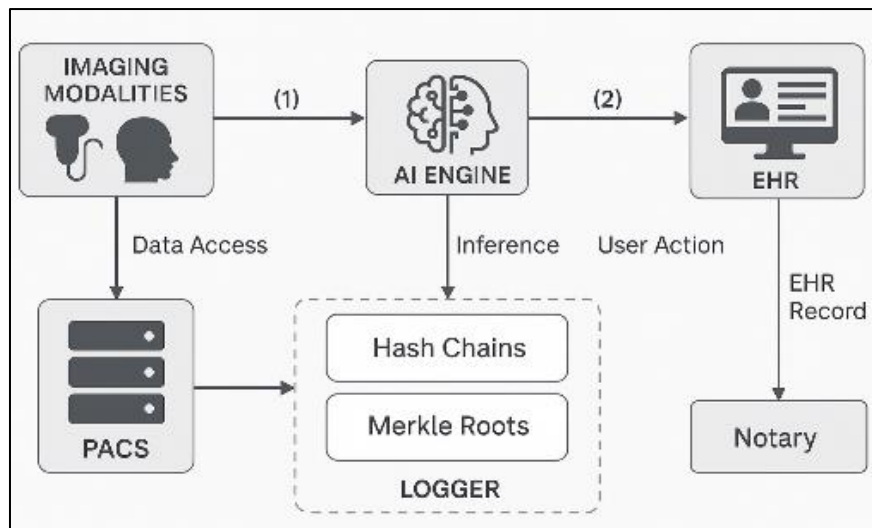 IMAGING
MODALITIES
(1)
AI ENGINE
(2)
EHR
Data Access
Inference
User Action
EHR
Record
PACS
Hash Chains
Merkle Roots
LOGGER
Notary